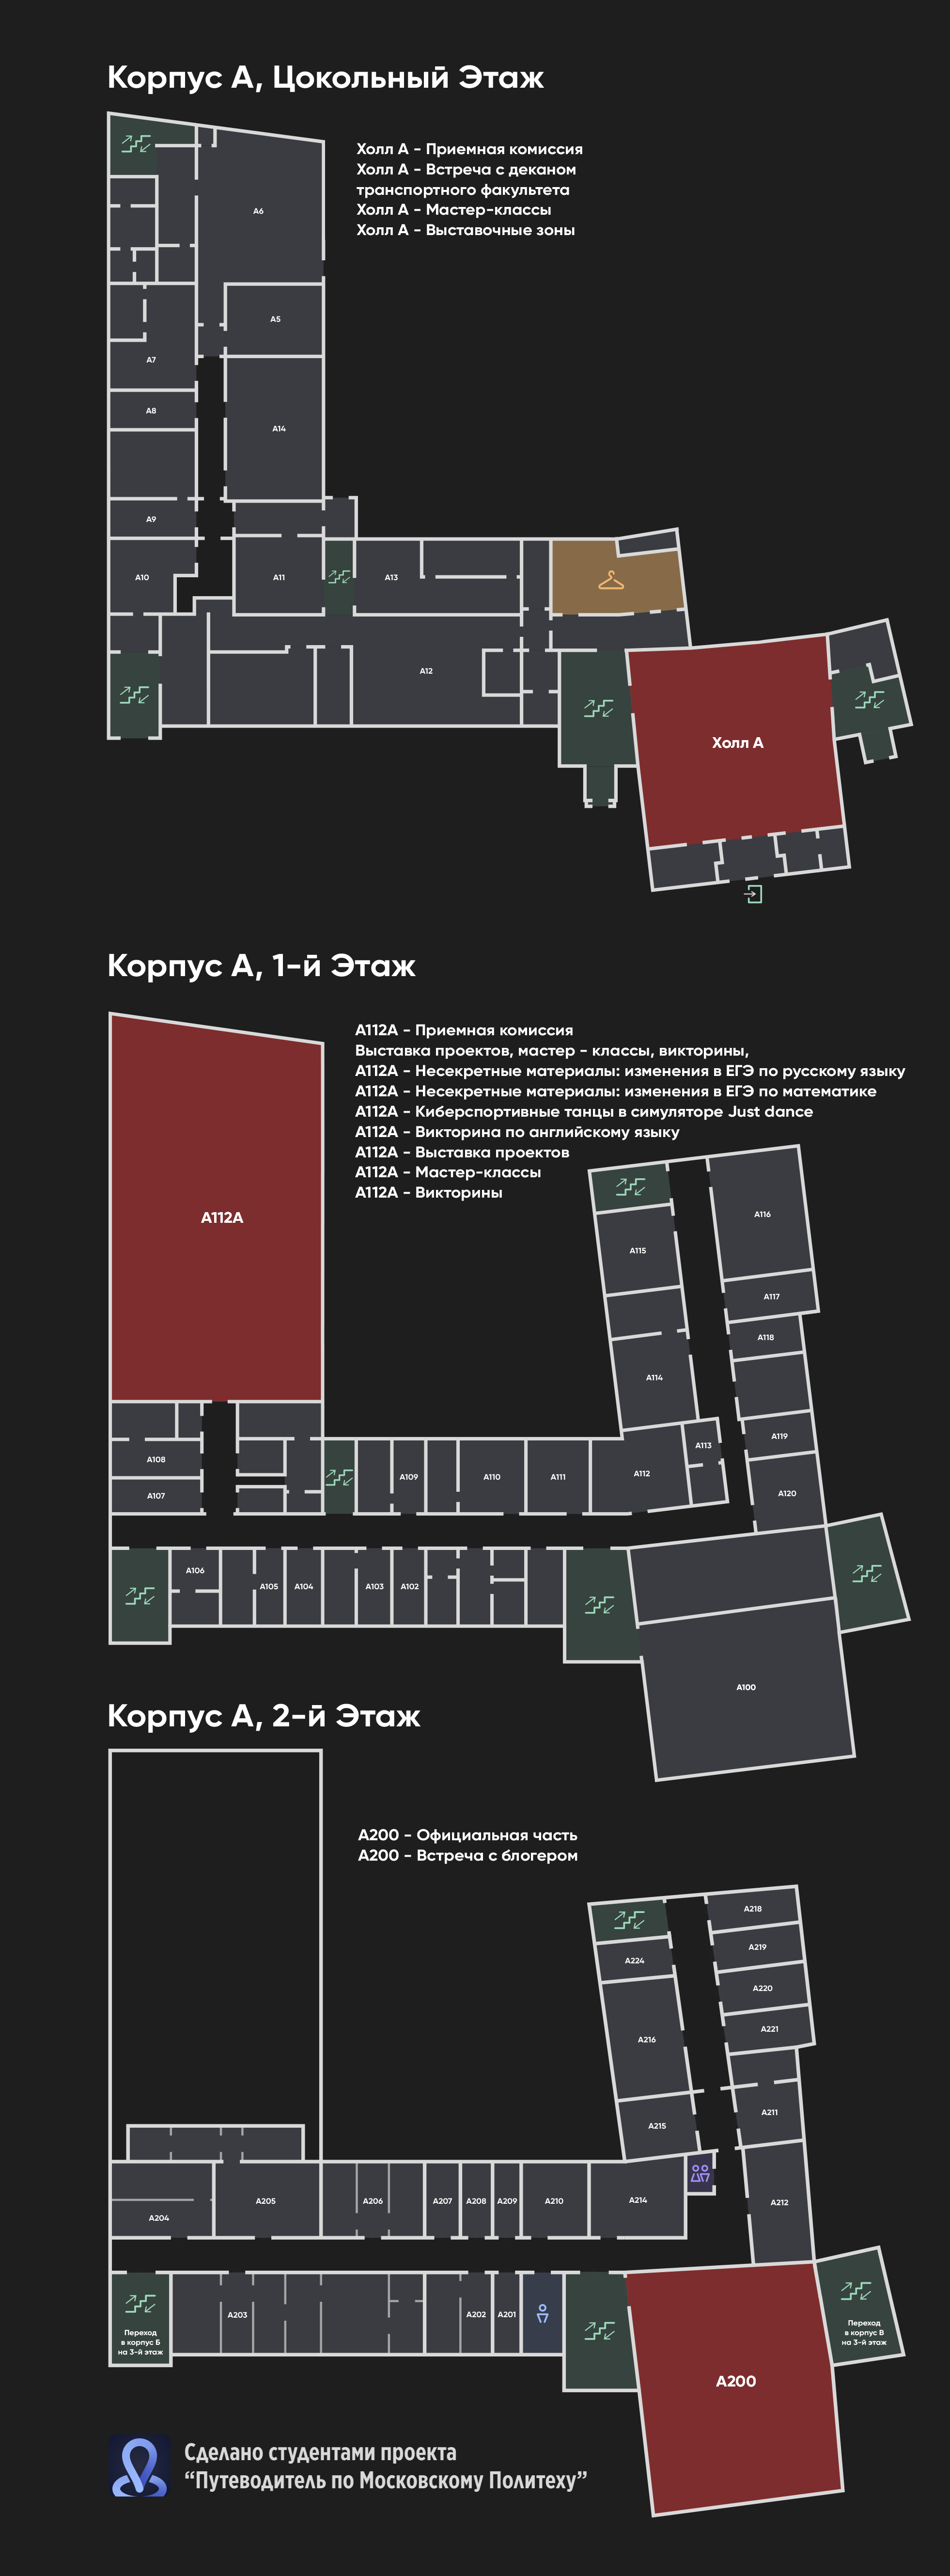 Корпус А, Цокольный Этаж
Холл А - Приемная комиссия
Холл А - Встреча с деканом
транспортного факультета
Холл А - Мастер-классы
Холл А - Выставочные зоны
А6
А5
А7
А8
А14
А9
А10
А11
А13
А12
Холл А
Корпус А, 1-й Этаж
А112А - Приемная комиссия
Выставка проектов, мастер - классы, викторины,
А112А - Несекретные материалы: изменения в ЕГЭ по русскому языку
А112А - Несекретные материалы: изменения в ЕГЭ по математике
А112А - Киберспортивные танцы в симуляторе Just dance
А112А - Викторина по английскому языку
А112А - Выставка проектов
А112А - Мастер-классы
А112А - Викторины
А112А
А116
А115
А117
А118
А114
А119
А113
А108
А109
А110
А111
А112
А107
А120
А106
А105
А104
А103
А102
А100
Корпус А, 2-й Этаж
А200 - Официальная часть
А200 - Встреча с блогером
А218
А219
А224
А220
А221
А216
А211
А215
А205
А206
А207
А208
А209
А210
А214
А212
А204
А203
А202
А201
Переход
в корпус Б
на 3-й этаж
Переход
в корпус В
на 3-й этаж
А200
Сделано студентами проекта
“Путеводитель по Московскому Политеху”